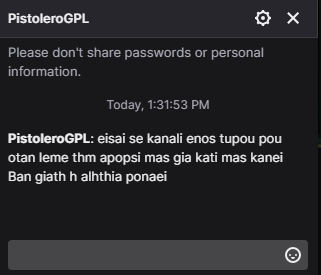 PistoleroGPL
Please don't share passwords or personal
information.
Today, 1:31:53 PM
PistoleroGPL: eisai se kanali enos tupou pou
otan leme thm apopsi mas gia kati mas kanei
Ban giath h alhthia ponaei